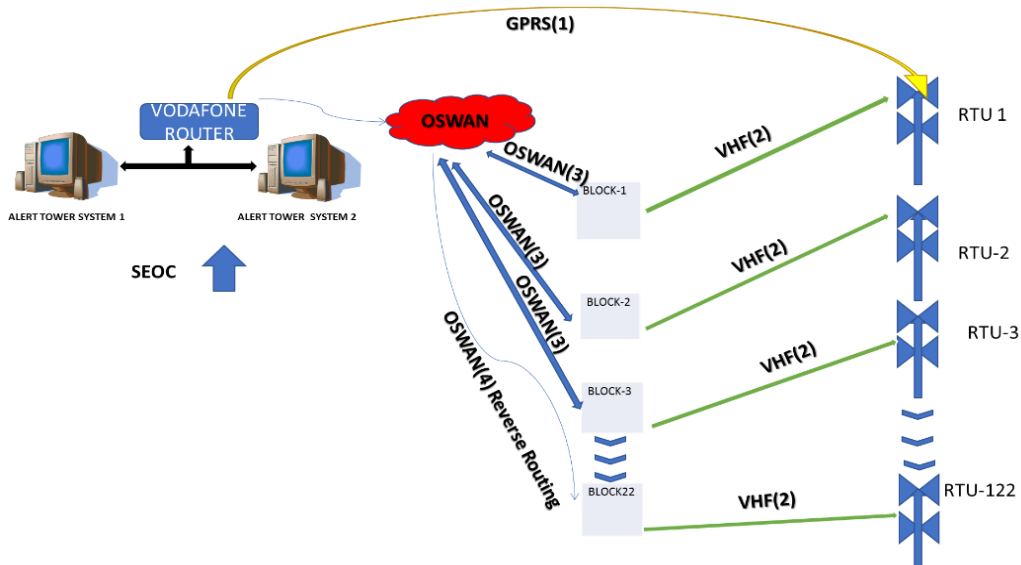 GPRS(1)
VODAFONE
ROUTER
OSWAN
RTU 1
ALERT TOWER SYSTEM 1
ALERT TOWER  SYSTEM 2
OSWAN(3)
BLOCK-1
VHF(2)
SEOC
OSWAN(3)
BLOCK-2
VHF(2)
RTU-2
OSWAN(3)
BLOCK-3
VHF(2)
RTU-3
OSWAN(4) Reverse Routing
BLOCK22
VHF(2)
RTU-122